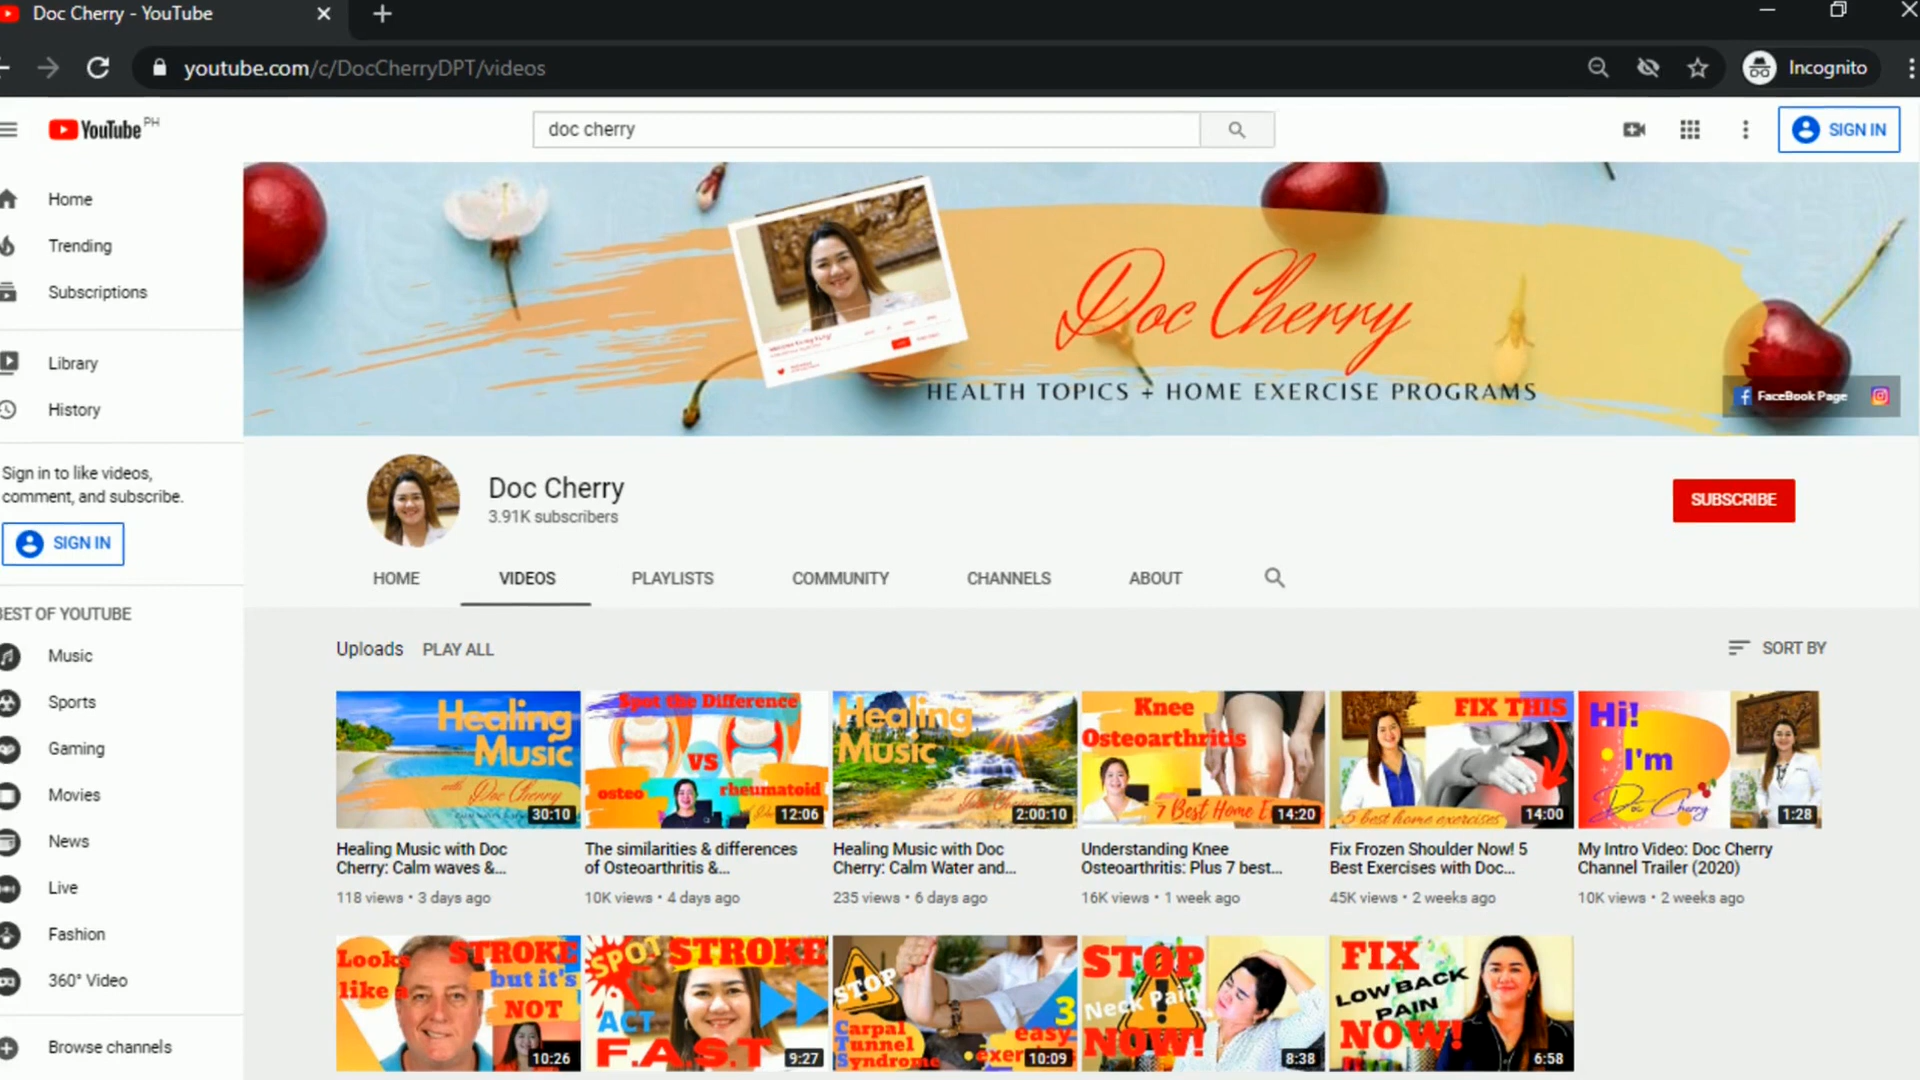 Doc Cherry - YouTube
youtube.com/c/DocCherryDPT/videos
Incognito
YouTube PH
doc cherry
SIGN IN
Home
Trending
Subscriptions
Library
History
Sign in to like videos,
comment, and subscribe.
SIGN IN
BEST OF YOUTUBE
Music
Sports
Gaming
Movies
News
Live
Fashion
360° Video
Browse channels
Doc Cherry
HEALTH TOPICS + HOME EXERCISE PROGRAMS
FaceBook Page
Doc Cherry
3.91K subscribers
SUBSCRIBE
HOME
VIDEOS
PLAYLISTS
COMMUNITY
CHANNELS
ABOUT
Uploads
PLAY ALL
SORT BY
Healing
Music
with Doc Cherry
30:10
Healing Music with Doc
Cherry: Calm waves &...
118 views • 3 days ago
Spot the Difference
VS
osteo
rheumatoid
12:06
The similarities & differences
of Osteoarthritis &...
10K views • 4 days ago
Healing
Music
2:00:10
Healing Music with Doc
Cherry: Calm Water and...
235 views • 6 days ago
Knee
Osteoarthritis
7 Best Home E
14:20
Understanding Knee
Osteoarthritis: Plus 7 best...
16K views • 1 week ago
FIX THIS
5 best home exercises
14:00
Fix Frozen Shoulder Now! 5
Best Exercises with Doc...
45K views • 2 weeks ago
Hi!
I'm
Doc Cherry
1:28
My Intro Video: Doc Cherry
Channel Trailer (2020)
10K views • 2 weeks ago
Looks
like a
STROKE
but it's
NOT
10:26
SPOT
STROKE
ACT
F.A.S.T
9:27
STOP
Carpal
Tunnel
Syndrome
3
easy
exer
10:09
STOP
Neck Pain
NOW!
8:38
FIX
LOW BACK
PAIN
NOW!
6:58